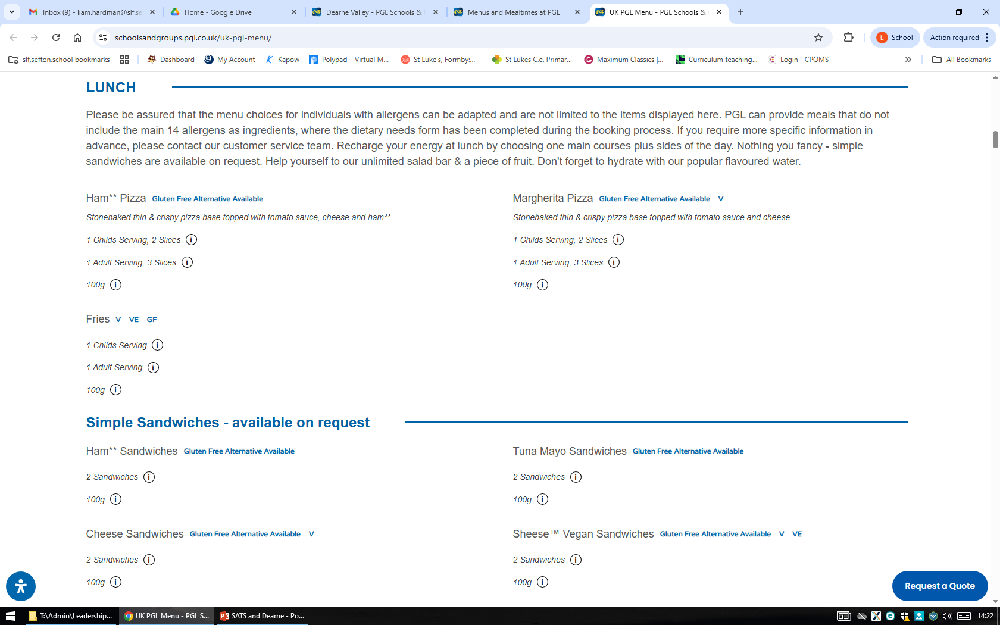 Inbox (9) - liam.hardman@slf.se
Home - Google Drive
Dearne Valley - PGL Schools &
Menus and Mealtimes at PGL
UK PGL Menu - PGL Schools &
schoolsandgroups.pgl.co.uk/uk-pgl-menu/
L School
Action required
slf.sefton.school bookmarks
Dashboard
My Account
Kapow
Polypad – Virtual M...
St Luke's, Formby:...
St Lukes C.e. Primar...
Maximum Classics |...
Curriculum teaching...
Login - CPOMS
All Bookmarks
LUNCH
Please be assured that the menu choices for individuals with allergens can be adapted and are not limited to the items displayed here. PGL can provide meals that do not
include the main 14 allergens as ingredients, where the dietary needs form has been completed during the booking process. If you require more specific information in
advance, please contact our customer service team. Recharge your energy at lunch by choosing one main courses plus sides of the day. Nothing you fancy - simple
sandwiches are available on request. Help yourself to our unlimited salad bar & a piece of fruit. Don't forget to hydrate with our popular flavoured water.
Ham** Pizza Gluten Free Alternative Available
Stonebaked thin & crispy pizza base topped with tomato sauce, cheese and ham**
1 Childs Serving, 2 Slices i
1 Adult Serving, 3 Slices i
100g i
Margherita Pizza Gluten Free Alternative Available V
Stonebaked thin & crispy pizza base topped with tomato sauce and cheese
1 Childs Serving, 2 Slices i
1 Adult Serving, 3 Slices i
100g i
Fries V VE GF
1 Childs Serving i
1 Adult Serving i
100g i
Simple Sandwiches - available on request
Ham** Sandwiches Gluten Free Alternative Available
2 Sandwiches i
100g i
Tuna Mayo Sandwiches Gluten Free Alternative Available
2 Sandwiches i
100g i
Cheese Sandwiches Gluten Free Alternative Available V
2 Sandwiches i
100g i
Sheese™ Vegan Sandwiches Gluten Free Alternative Available V VE
2 Sandwiches i
100g i
Request a Quote
T:\Admin\Leadership...
UK PGL Menu - PGL S...
SATS and Dearne - Po...
14:22